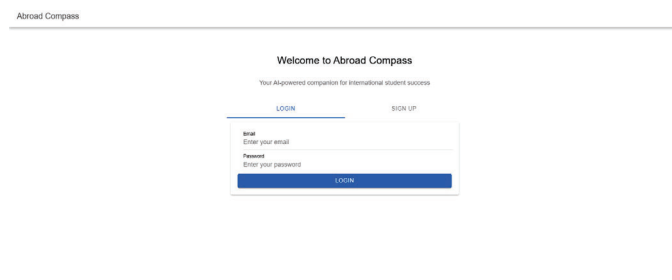 Abroad Compass
Welcome to Abroad Compass
Your AI-powered companion for international student success
LOGIN SIGN UP
Email
Enter your email
Password
Enter your password
LOGIN